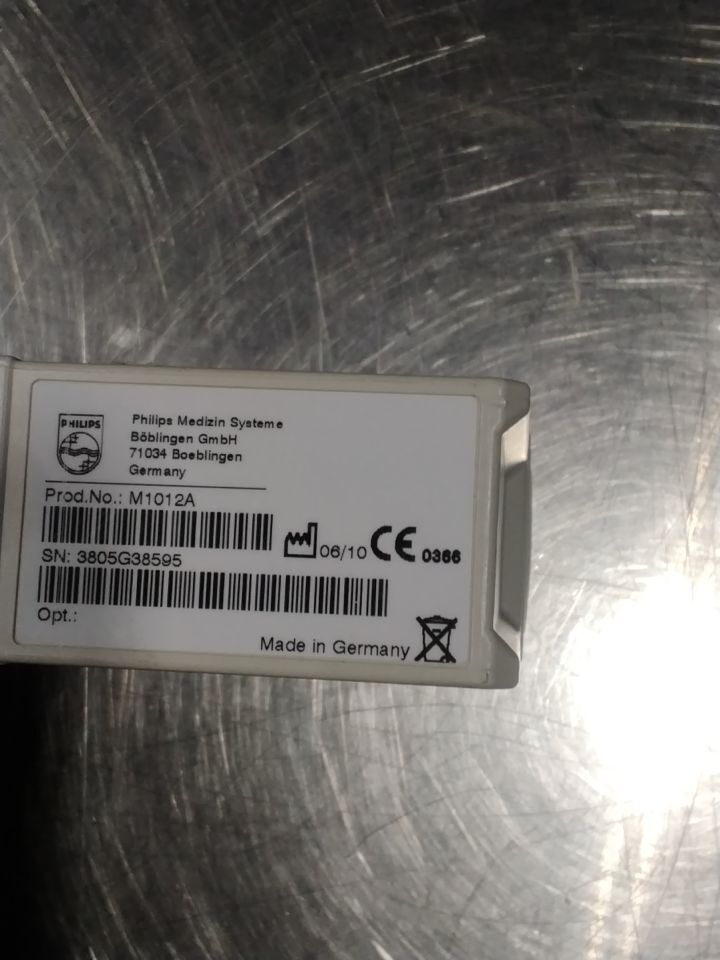 PHILIPS
Philips Medizin Systeme
Böblingen GmbH
71034 Boeblingen
Germany
Prod.No.: M1012A
06/10 CE 0366
SN: 3805G38595
Opt.:
Made in Germany